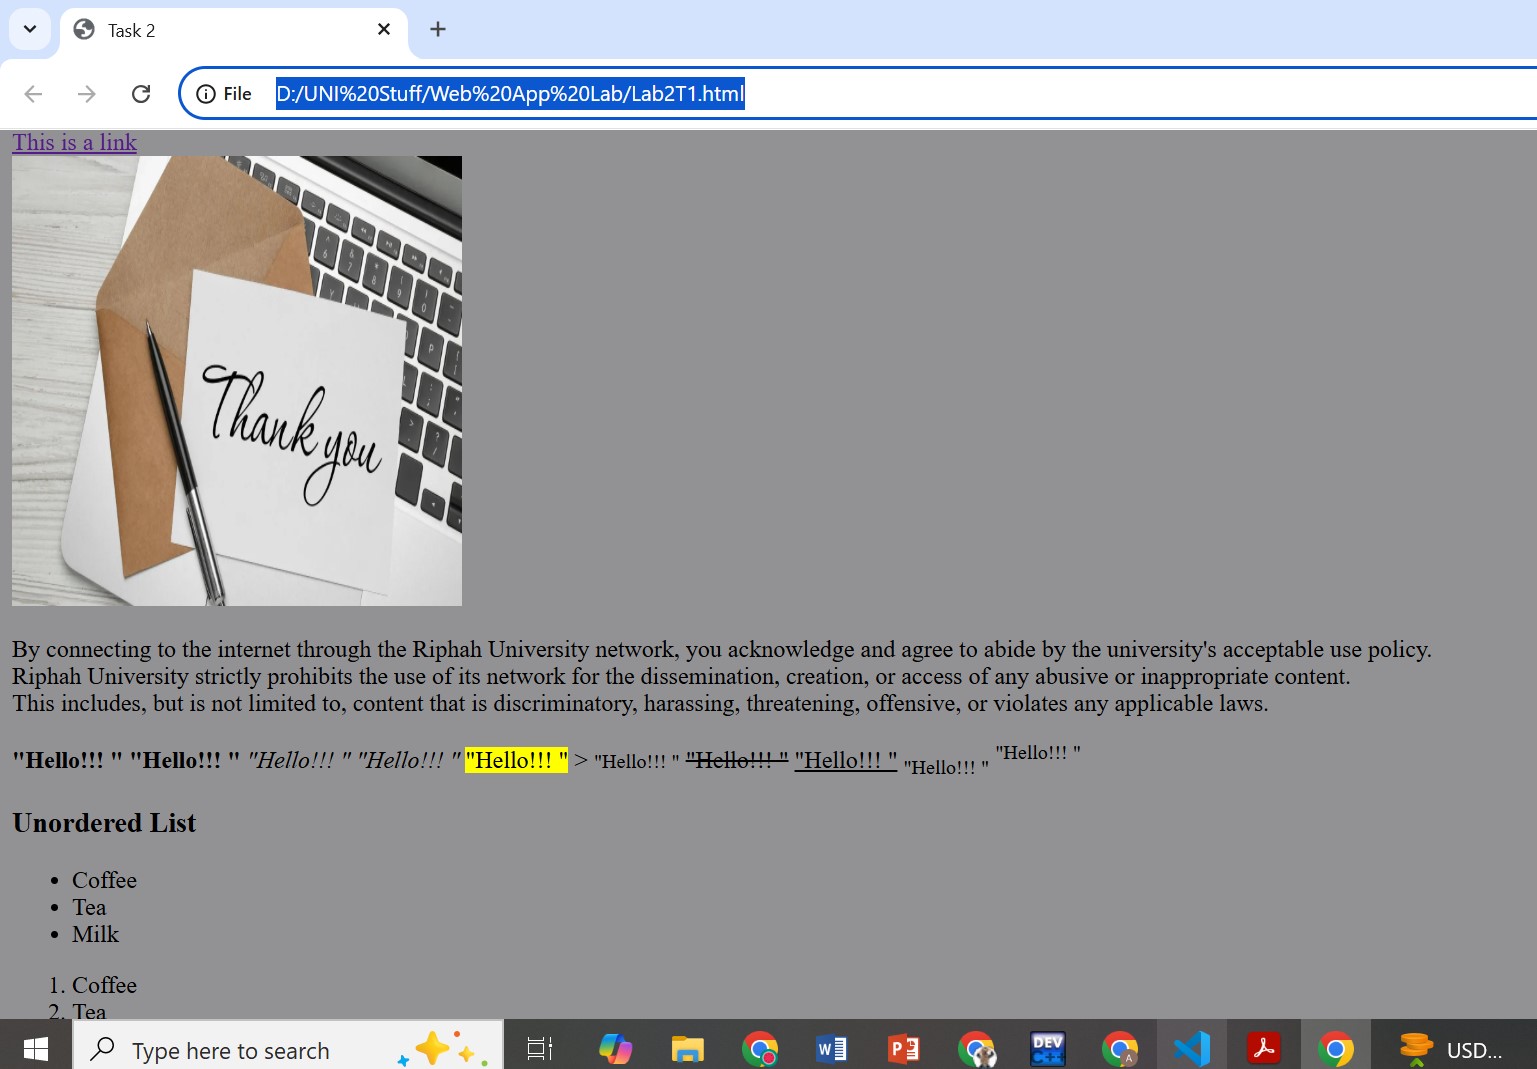 Task 2
File D:/UNI%20Stuff/Web%20App%20Lab/Lab2T1.html
This is a link
Thank you
By connecting to the internet through the Riphah University network, you acknowledge and agree to abide by the university's acceptable use policy.
Riphah University strictly prohibits the use of its network for the dissemination, creation, or access of any abusive or inappropriate content.
This includes, but is not limited to, content that is discriminatory, harassing, threatening, offensive, or violates any applicable laws.
"Hello!!! " "Hello!!! " "Hello!!! " "Hello!!! " "Hello!!! " > "Hello!!! " "Hello!!! " "Hello!!! " "Hello!!! " "Hello!!! "
Unordered List
• Coffee
• Tea
• Milk
1. Coffee
2. Tea
Type here to search
DEV
C++
A
USD...